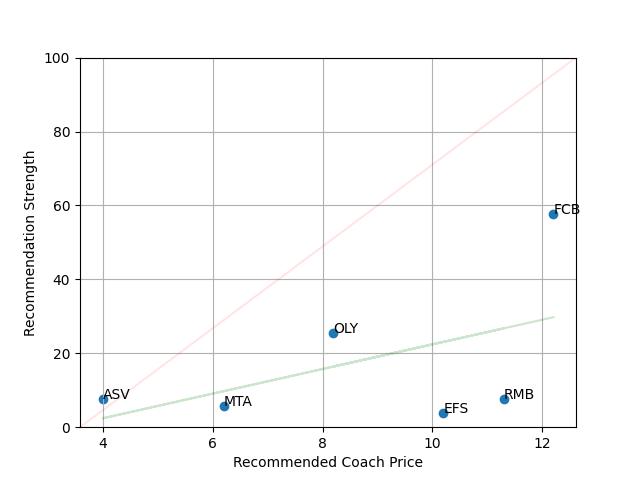 100
80
60
40
20
0
Recommendation Strength
FCB
OLY
ASV
MTA
EFS
RMB
4 6 8 10 12
Recommended Coach Price